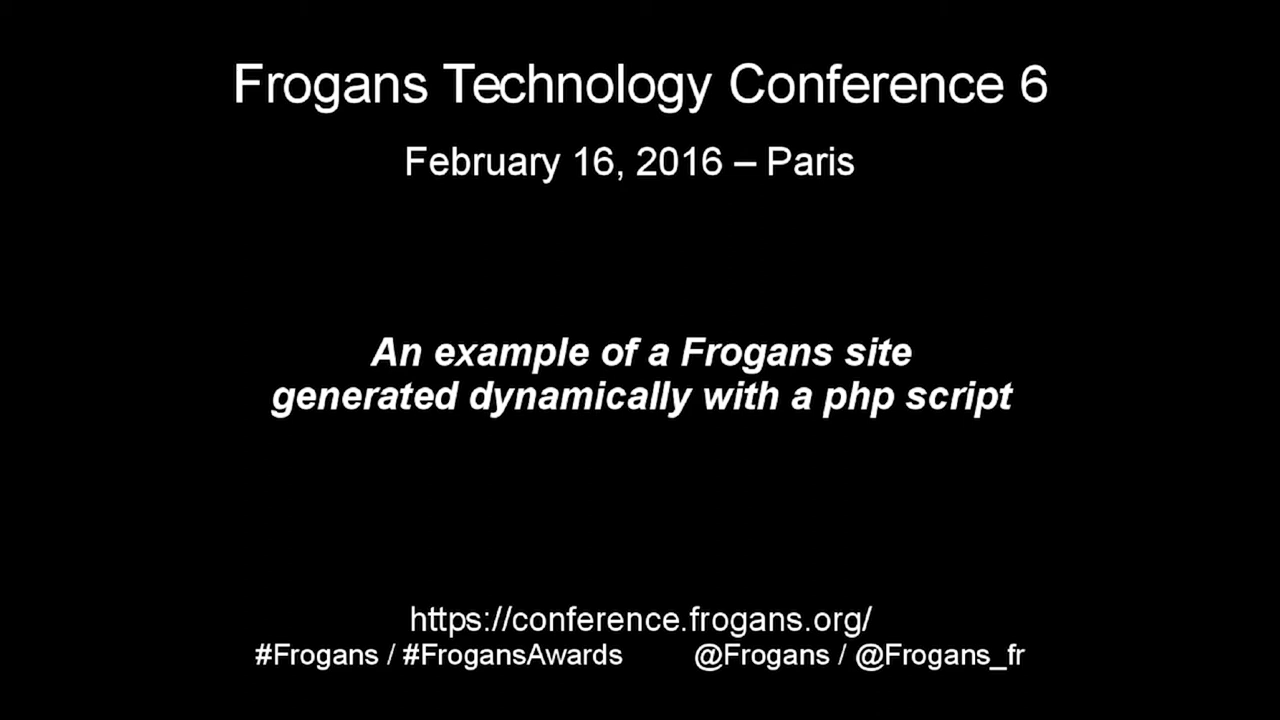 Frogans Technology Conference 6
February 16, 2016 – Paris
An example of a Frogans site
generated dynamically with a php script
https://conference.frogans.org/
#Frogans / #FrogansAwards @Frogans / @Frogans_fr